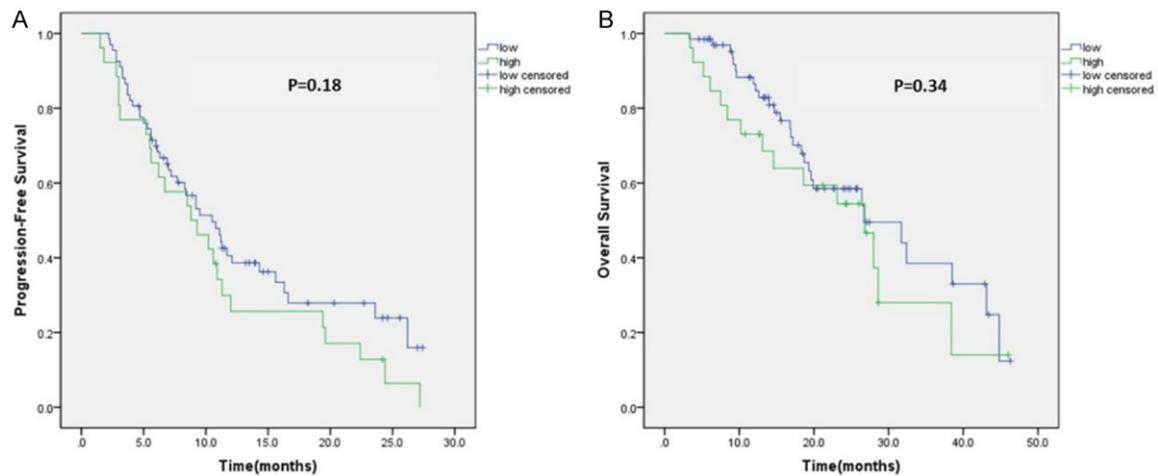 A
P=0.18
low
high
low censored
high censored
Progression-Free Survival
1.0
0.8
0.6
0.4
0.2
0.0
.0 5.0 10.0 15.0 20.0 25.0 30.0
Time(months)
B
P=0.34
low
high
low censored
high censored
Overall Survival
1.0
0.8
0.6
0.4
0.2
0.0
.0 10.0 20.0 30.0 40.0 50.0
Time(months)